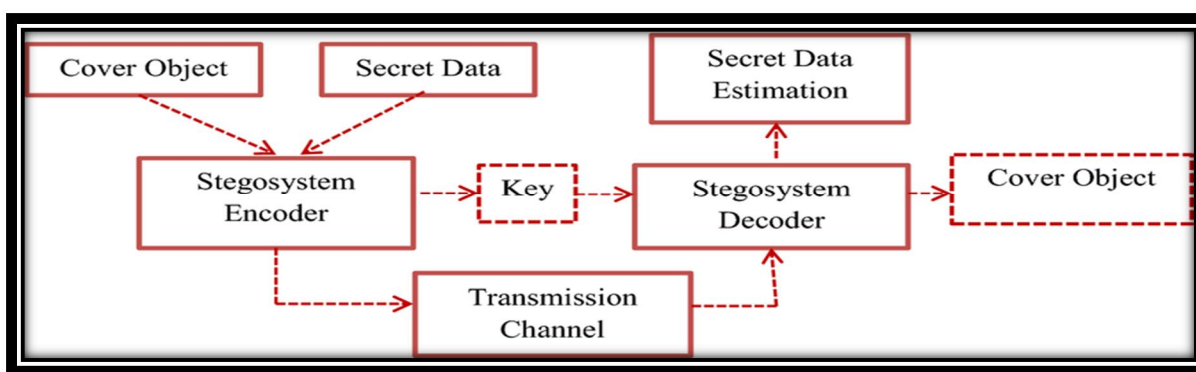 Cover Object
Secret Data
Secret Data
Estimation
Stegosystem
Encoder
Key
Stegosystem
Decoder
Cover Object
Transmission
Channel